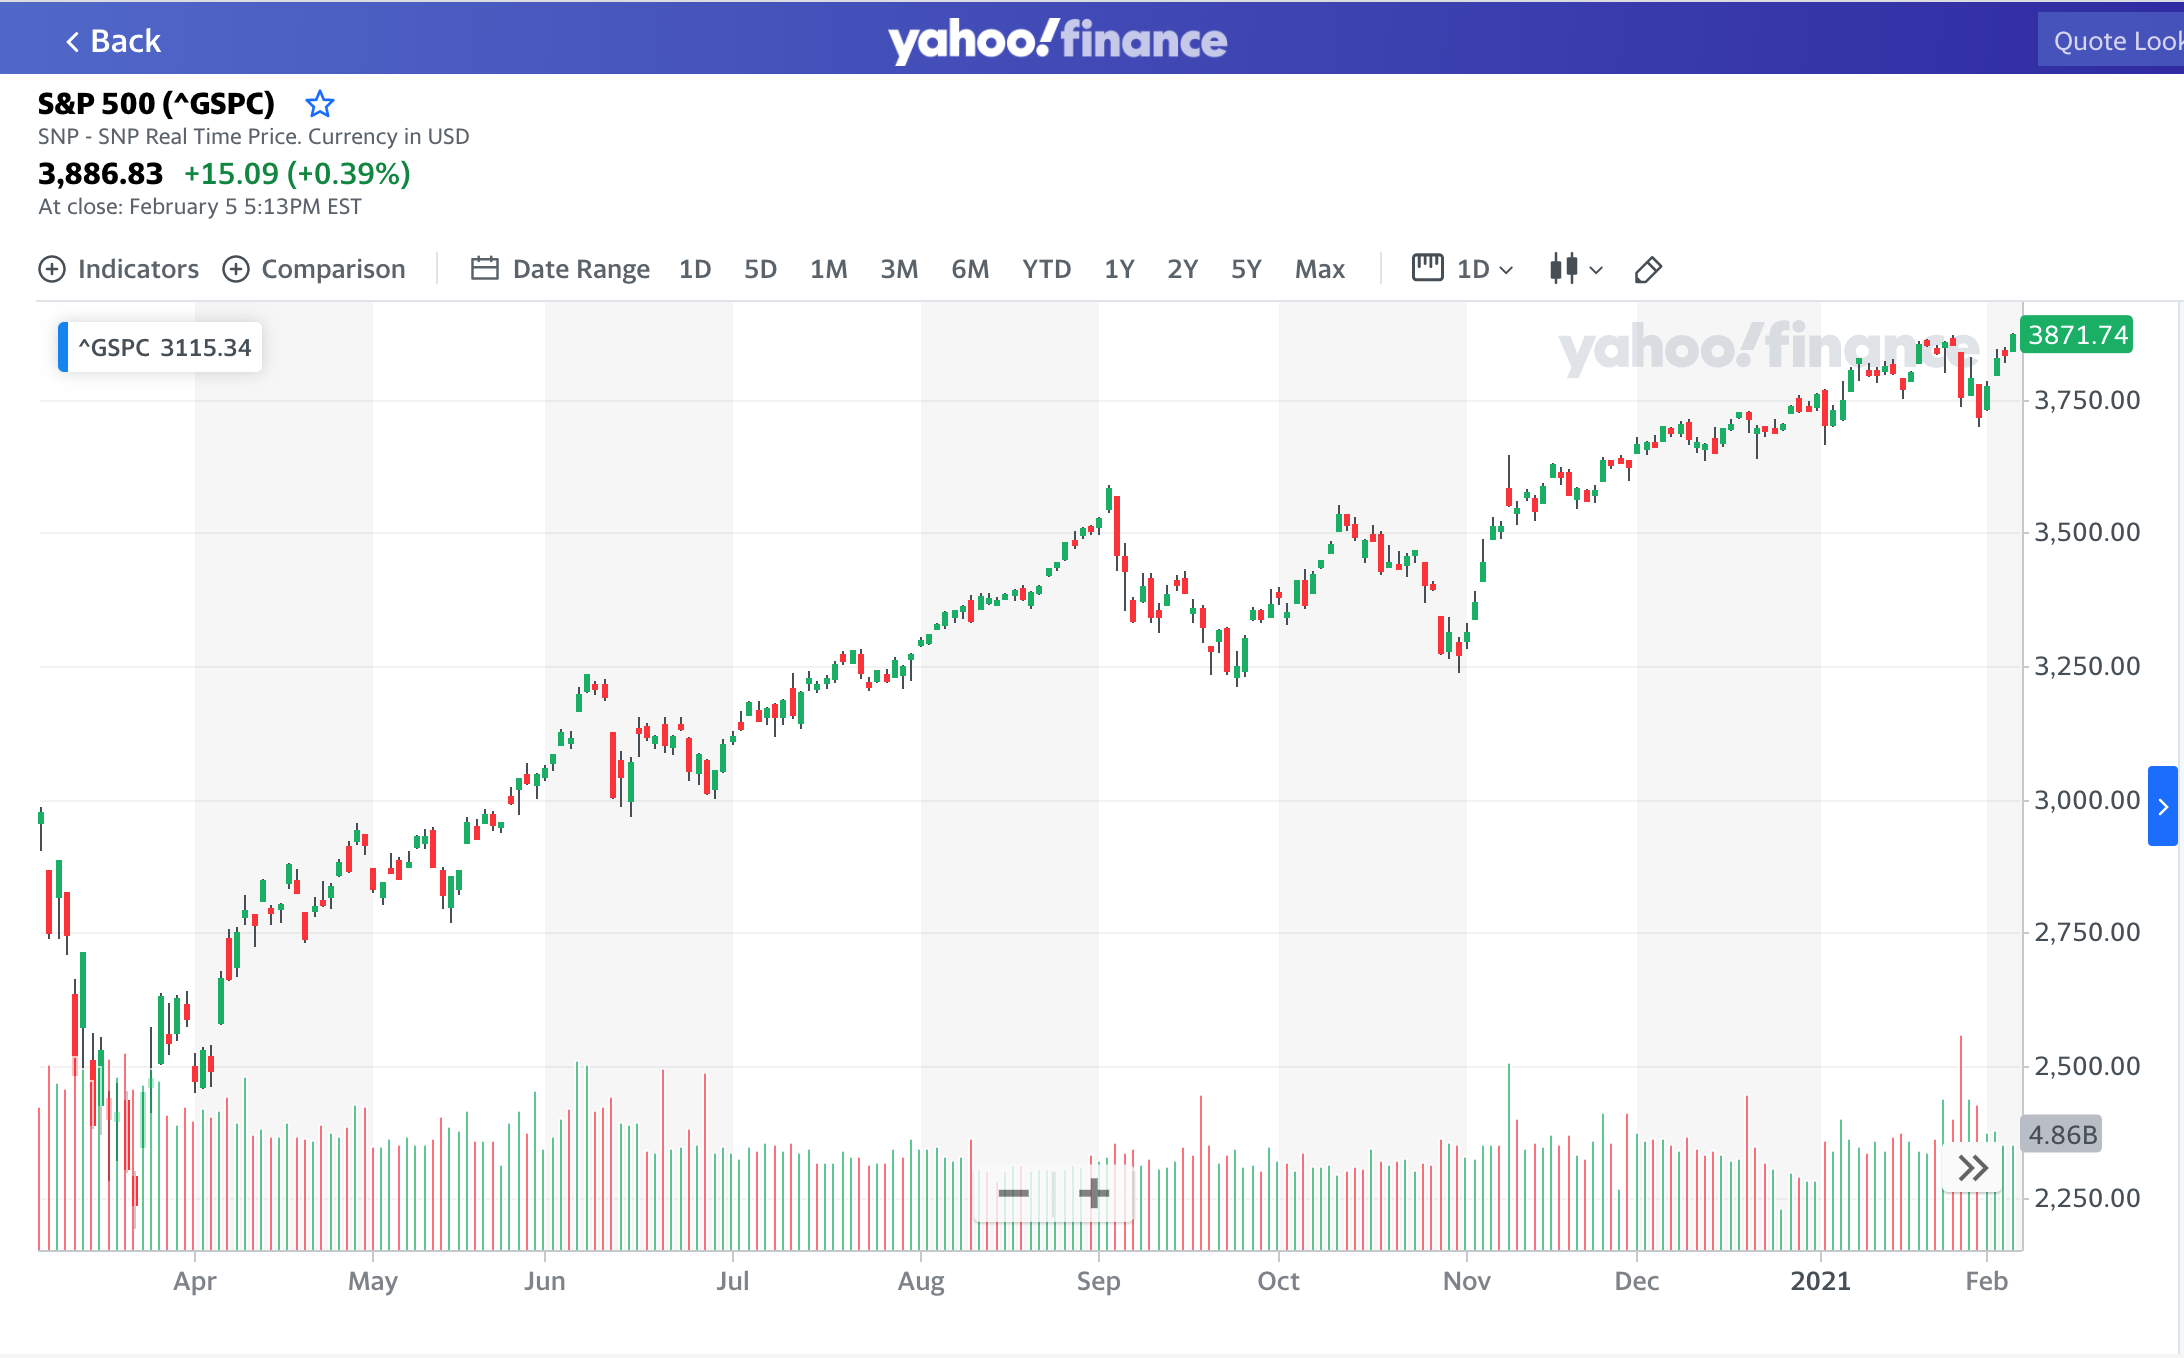 Back
yahoo!finance
Quote Look
S&P 500 (^GSPC)
SNP - SNP Real Time Price. Currency in USD
3,886.83 +15.09 (+0.39%)
At close: February 5 5:13PM EST
Indicators Comparison Date Range 1D 5D 1M 3M 6M YTD 1Y 2Y 5Y Max 1D
^GSPC 3115.34
yahoo!finance
3871.74
3,750.00
3,500.00
3,250.00
3,000.00
2,750.00
2,500.00
4.86B
2,250.00
Apr May Jun Jul Aug Sep Oct Nov Dec 2021 Feb